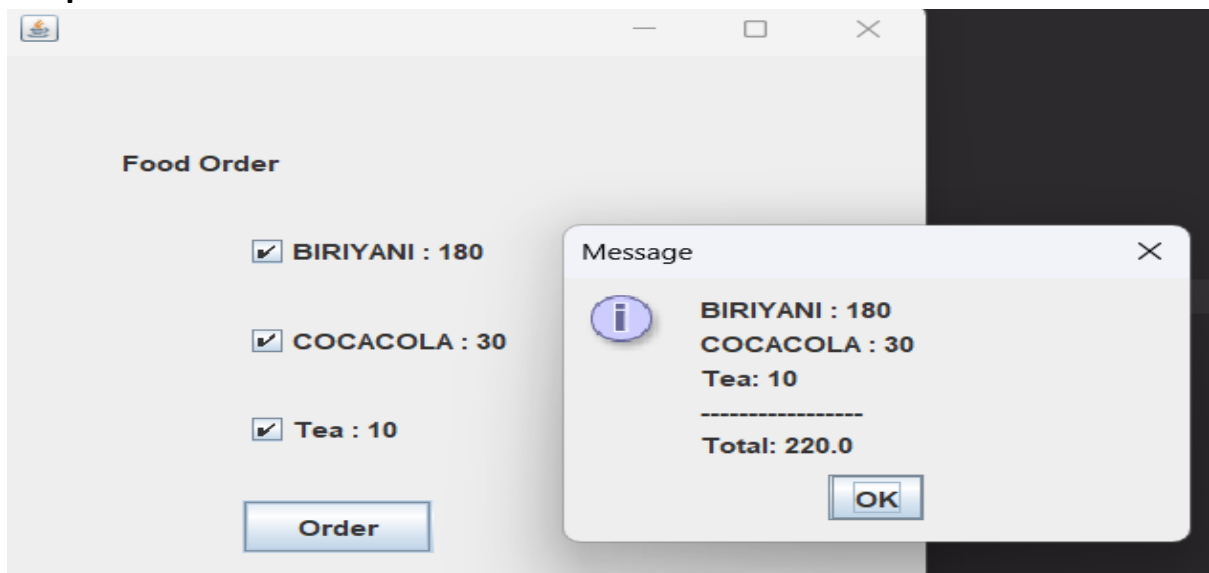 Food Order
BIRIYANI : 180
COCACOLA : 30
Tea : 10
Order
Message
BIRIYANI : 180
COCACOLA : 30
Tea: 10
-----------------
Total: 220.0
OK